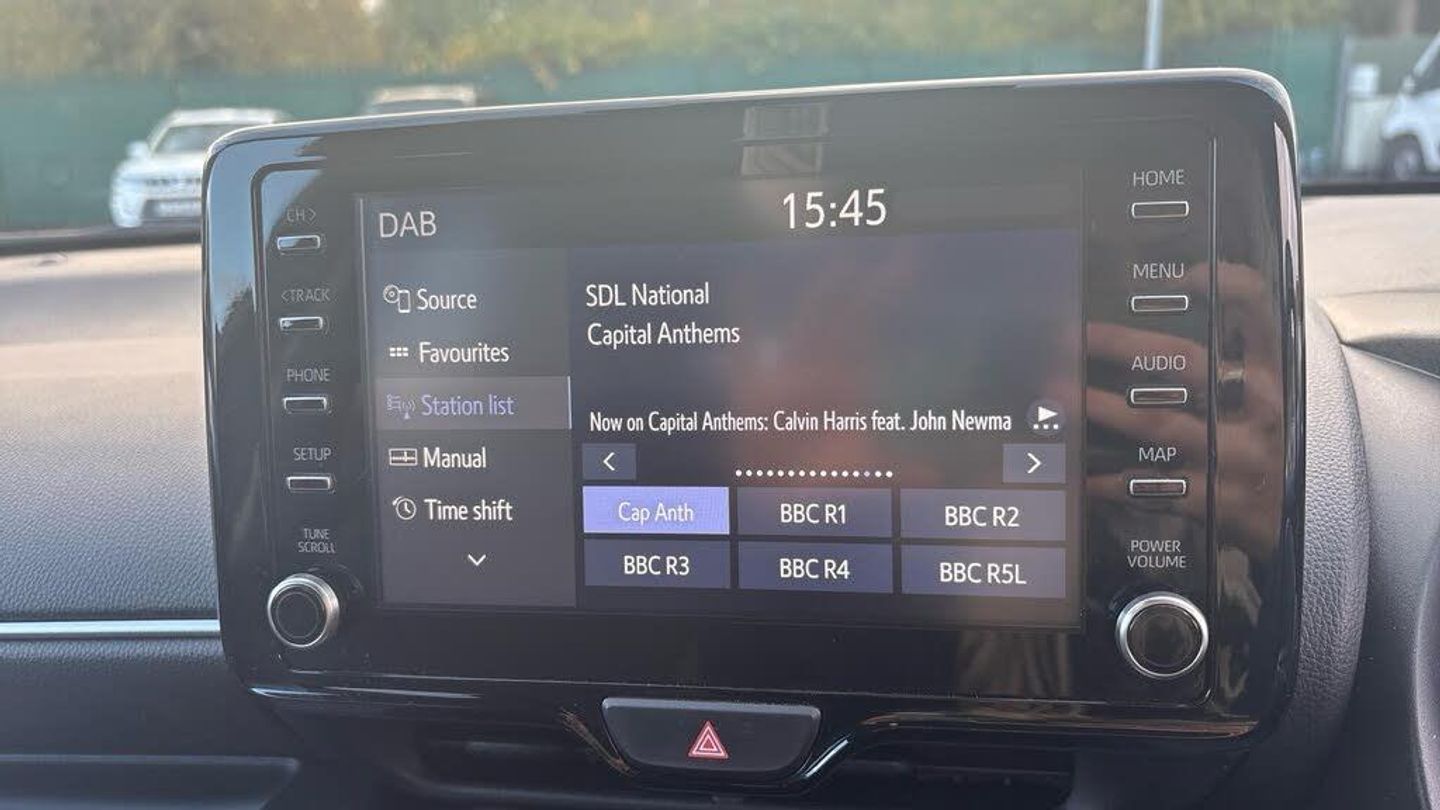 DAB
15:45
CH>
<TRACK
PHONE
SETUP
TUNE
SCROLL
Source
Favourites
Station list
Manual
Time shift
SDL National
Capital Anthems
Now on Capital Anthems: Calvin Harris feat. John Newma
Cap Anth
BBC R1
BBC R2
BBC R3
BBC R4
BBC R5L
HOME
MENU
AUDIO
MAP
POWER
VOLUME